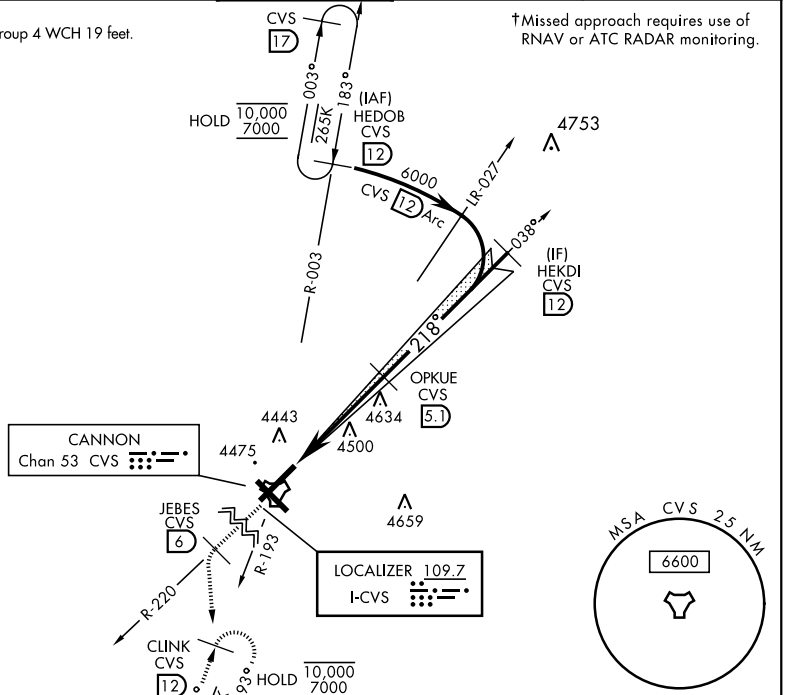 roup 4 WCH 19 feet.
†Missed approach requires use of
RNAV or ATC RADAR monitoring.
CVS
17
003°
265K
183°
HOLD 10,000
7000
(IAF)
HEDOB
CVS
12
6000
CVS 12 Arc
LR-027
4753
038°
(IF)
HEKDI
CVS
12
R-003
218°
OPKUE
CVS
5.1
4634
4500
4443
4475
CANNON
Chan 53 CVS
4659
JEBES
CVS
6
R-193
R-220
LOCALIZER 109.7
I-CVS
MSA CVS 25 NM
6600
CLINK
CVS
12
93°
HOLD 10,000
7000